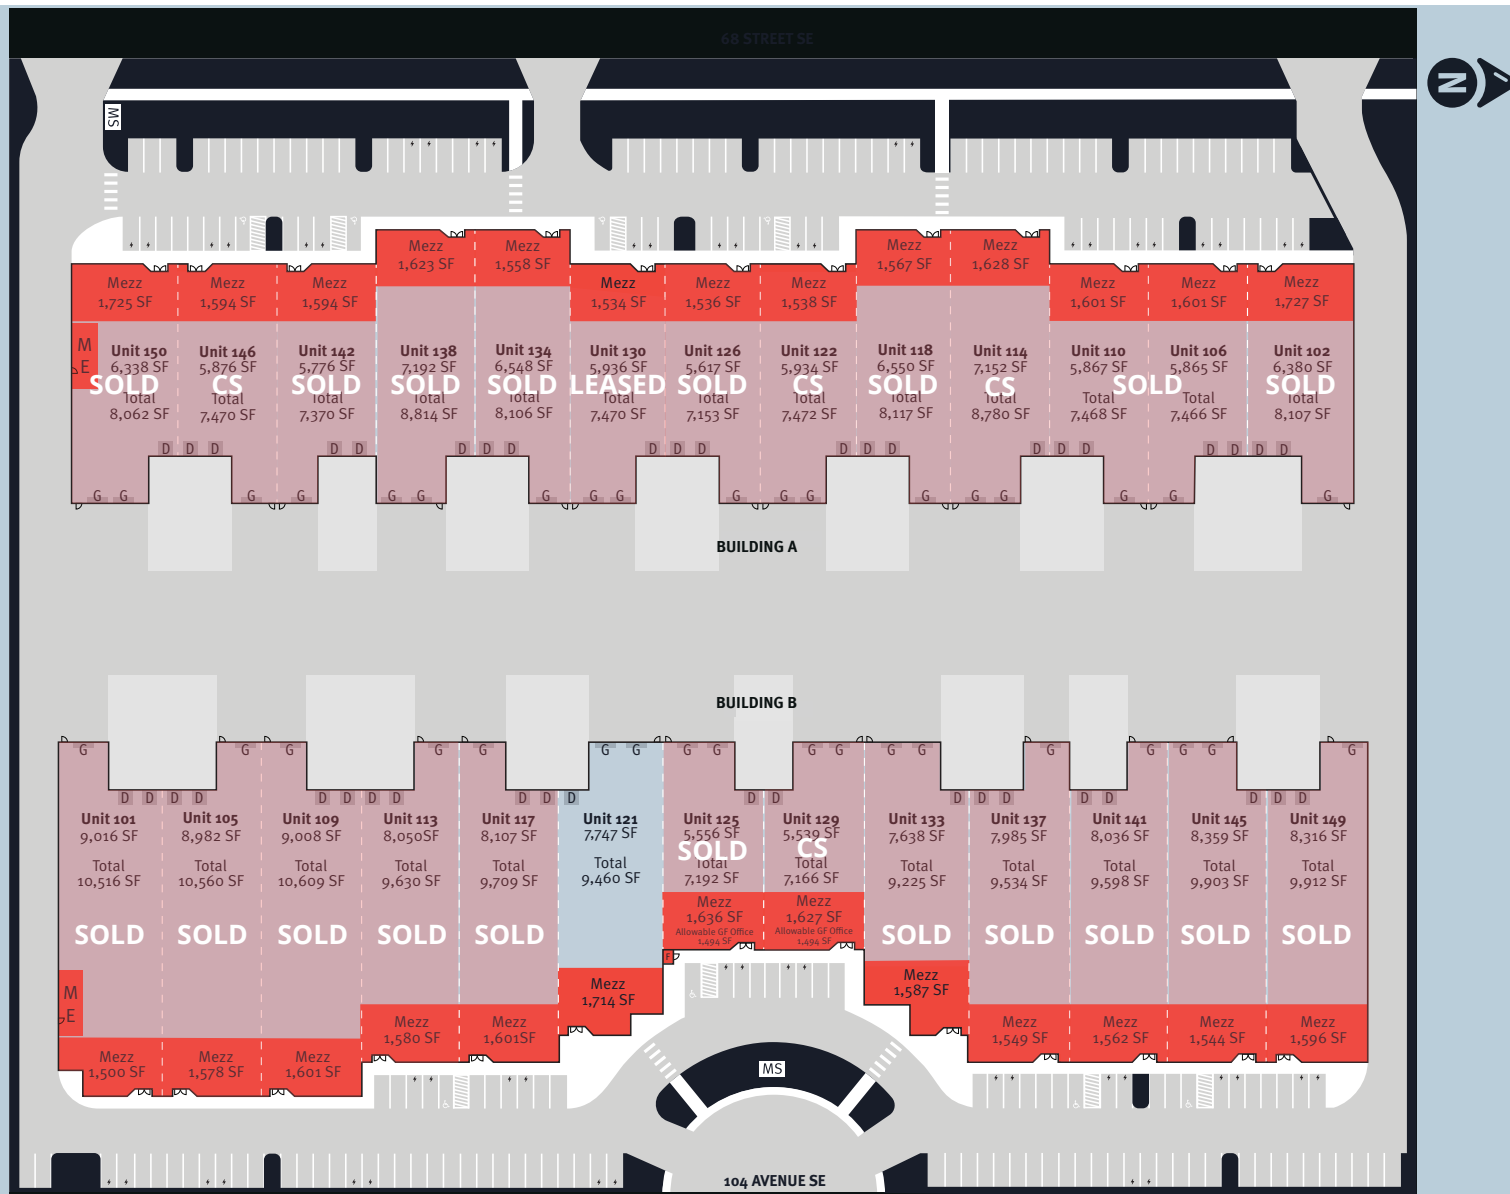 68 STREET SE
N
MS
Mezz
1,725 SF
Mezz
1,594 SF
Mezz
1,594 SF
Mezz
1,623 SF
Mezz
1,558 SF
Mezz
1,534 SF
Mezz
1,536 SF
Mezz
1,538 SF
Mezz
1,567 SF
Mezz
1,628 SF
Mezz
1,601 SF
Mezz
1,601 SF
Mezz
1,727 SF
M
E
Unit 150
6,338 SF
SOLD
Total
8,062 SF
Unit 146
5,876 SF
CS
Total
7,470 SF
Unit 142
5,776 SF
SOLD
Total
7,370 SF
Unit 138
7,192 SF
SOLD
Total
8,814 SF
Unit 134
6,548 SF
SOLD
Total
8,106 SF
Unit 130
5,936 SF
LEASED
Total
7,470 SF
Unit 126
5,617 SF
SOLD
Total
7,153 SF
Unit 122
5,934 SF
CS
Total
7,472 SF
Unit 118
6,550 SF
SOLD
Total
8,117 SF
Unit 114
7,152 SF
CS
Total
8,780 SF
Unit 110
5,867 SF
Total
7,468 SF
SOLD
Unit 106
5,865 SF
Total
7,466 SF
Unit 102
6,380 SF
SOLD
Total
8,107 SF
D D D D D D D D D D D D D D D D D D D D D
G G G G G G G G G G G G G G G G G G
BUILDING A
BUILDING B
G G G G G G G G G G G G G G G G G G
D D D D D D D D D D D D D D D D D D D D
Unit 101
9,016 SF
Total
10,516 SF
SOLD
Unit 105
8,982 SF
Total
10,560 SF
SOLD
Unit 109
9,008 SF
Total
10,609 SF
SOLD
Unit 113
8,050SF
Total
9,630 SF
SOLD
Unit 117
8,107 SF
Total
9,709 SF
SOLD
Unit 121
7,747 SF
Total
9,460 SF
Unit 125
5,556 SF
SOLD
Total
7,192 SF
Unit 129
5,539 SF
CS
Total
7,166 SF
Unit 133
7,638 SF
Total
9,225 SF
SOLD
Unit 137
7,985 SF
Total
9,534 SF
SOLD
Unit 141
8,036 SF
Total
9,598 SF
SOLD
Unit 145
8,359 SF
Total
9,903 SF
SOLD
Unit 149
8,316 SF
Total
9,912 SF
SOLD
M
E
Mezz
1,500 SF
Mezz
1,578 SF
Mezz
1,601 SF
Mezz
1,580 SF
Mezz
1,601SF
Mezz
1,714 SF
Mezz
1,636 SF
Allowable GF Office
1,494 SF
Mezz
1,627 SF
Allowable GF Office
1,494 SF
F
Mezz
1,587 SF
Mezz
1,549 SF
Mezz
1,562 SF
Mezz
1,544 SF
Mezz
1,596 SF
MS
104 AVENUE SE